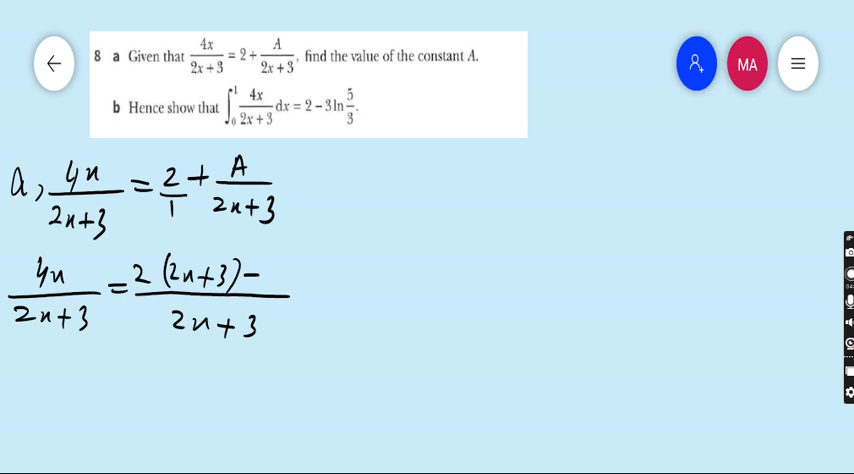 8 a Given that 4x/(2x + 3) = 2 + A/(2x + 3), find the value of the constant A.
b Hence show that ∫₀¹ 4x/(2x + 3) dx = 2 − 3 ln 5/3.
MA
a, 4x/(2x+3) = 2/1 + A/(2x+3)
4x/(2x+3) = (2(2x+3) −)/(2x+3)